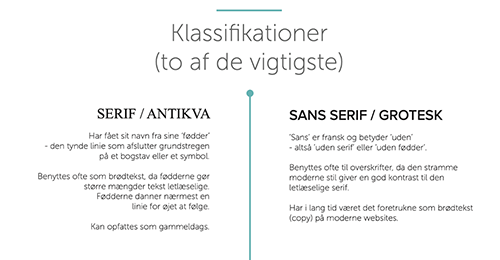 Klassifikationer
(to af de vigtigste)
SERIF / ANTIKVA
Har fået sit navn fra sine 'fødder'
- den tynde linie som afslutter grundstregen
på et bogstav eller et symbol.
Benyttes ofte som brødtekst, da fødderne gør
større mængder tekst letlæselige.
Fødderne danner nærmest en
linie for øjet at følge.
Kan opfattes som gammeldags.
SANS SERIF / GROTESK
'Sans' er fransk og betyder 'uden'
- altså 'uden serif' eller 'uden fødder'.
Benyttes ofte til overskrifter, da den stramme
moderne stil giver en god kontrast til den
letlæselige serif.
Har i lang tid været det foretrukne som brødtekst
(copy) på moderne websites.